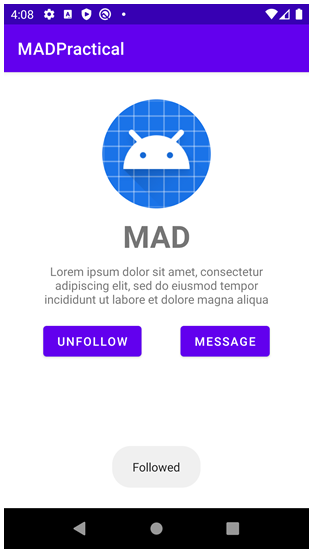 4:08
MADPractical
MAD
Lorem ipsum dolor sit amet, consectetur
adipiscing elit, sed do eiusmod tempor
incididunt ut labore et dolore magna aliqua
UNFOLLOW MESSAGE
Followed